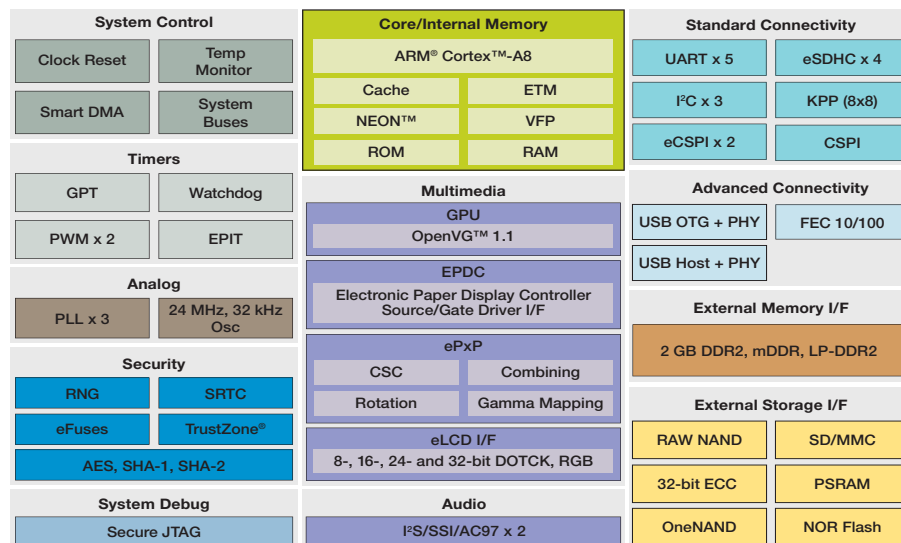 System Control
Clock Reset
Temp
Monitor
Smart DMA
System
Buses
Timers
GPT
Watchdog
PWM x 2
EPIT
Analog
PLL x 3
24 MHz, 32 kHz
Osc
Security
RNG
SRTC
eFuses
TrustZone®
AES, SHA-1, SHA-2
System Debug
Secure JTAG
Core/Internal Memory
ARM® Cortex™-A8
Cache
ETM
NEON™
VFP
ROM
RAM
Multimedia
GPU
OpenVG™ 1.1
EPDC
Electronic Paper Display Controller
Source/Gate Driver I/F
ePxP
CSC
Combining
Rotation
Gamma Mapping
eLCD I/F
8-, 16-, 24- and 32-bit DOTCK, RGB
Audio
I²S/SSI/AC97 x 2
Standard Connectivity
UART x 5
eSDHC x 4
I²C x 3
KPP (8x8)
eCSPI x 2
CSPI
Advanced Connectivity
USB OTG + PHY
FEC 10/100
USB Host + PHY
External Memory I/F
2 GB DDR2, mDDR, LP-DDR2
External Storage I/F
RAW NAND
SD/MMC
32-bit ECC
PSRAM
OneNAND
NOR Flash